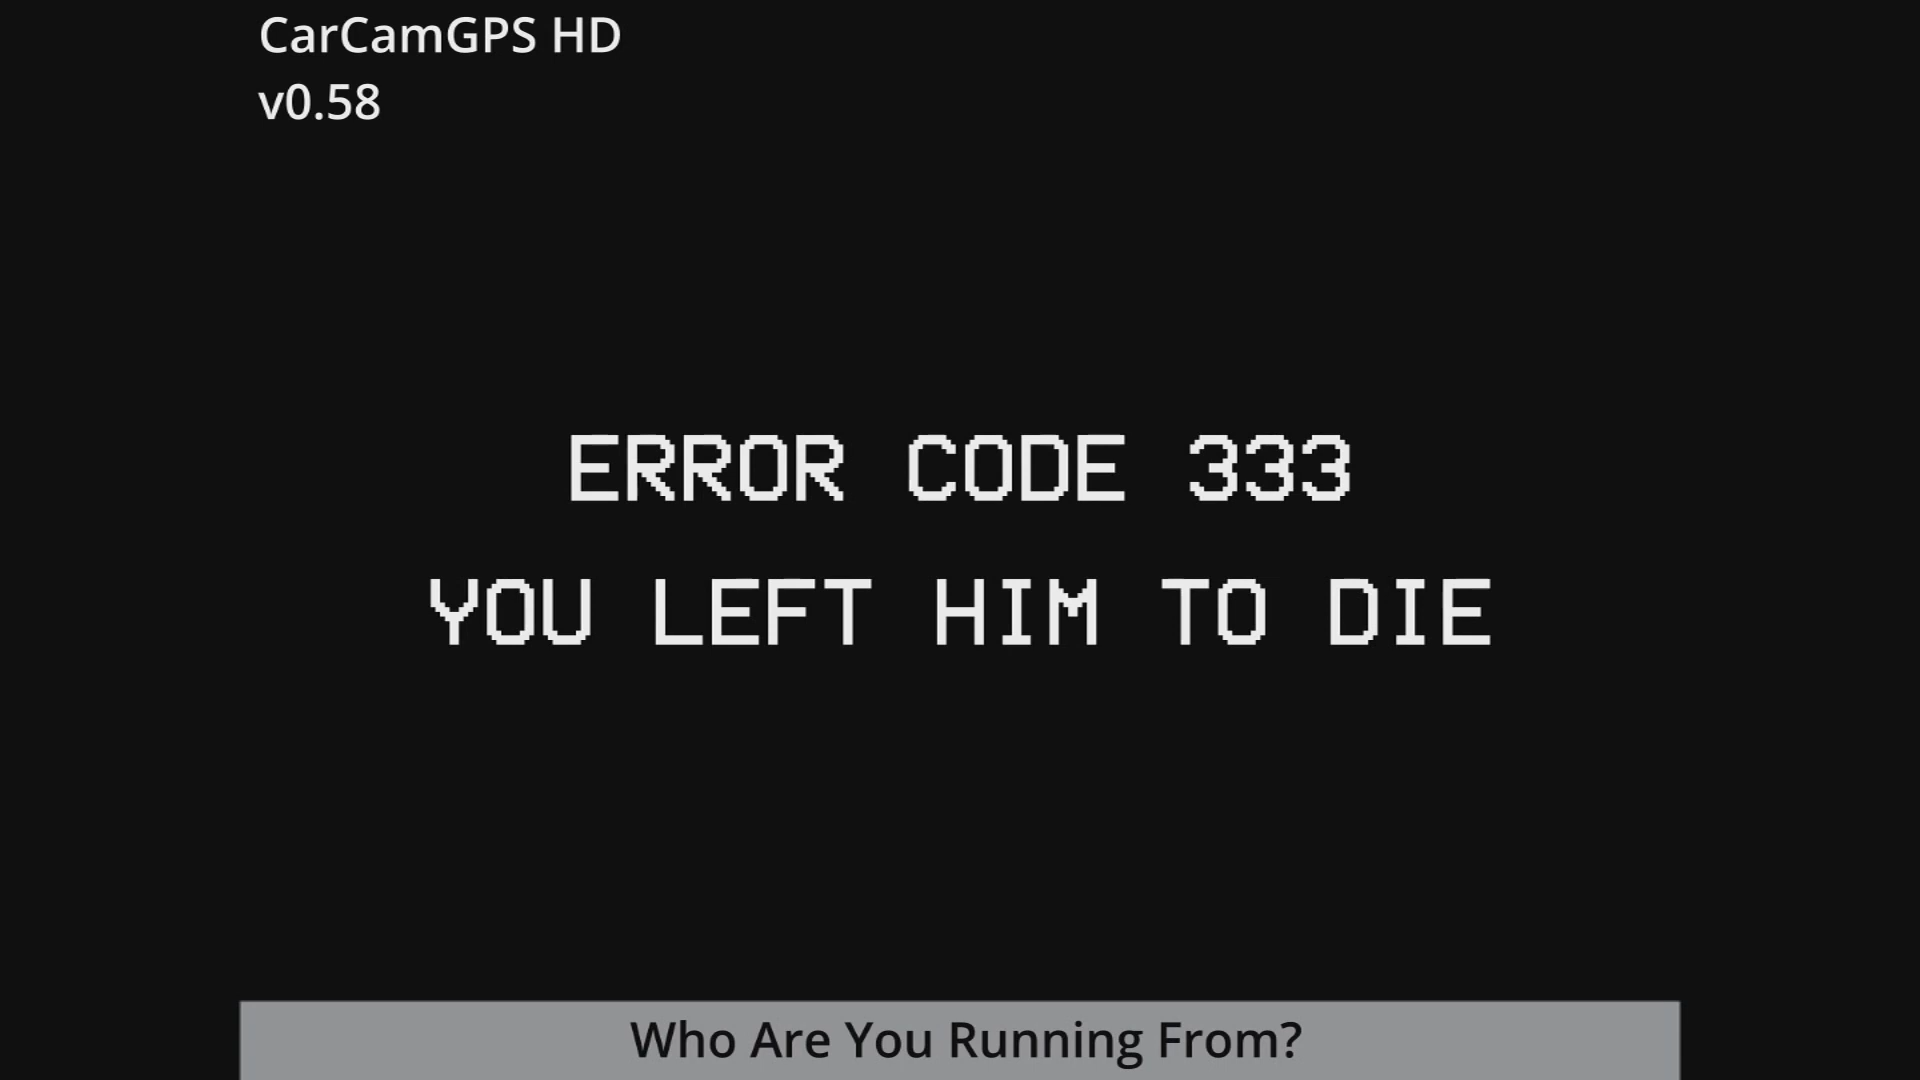 CarCamGPS HD
v0.58
ERROR CODE 333
YOU LEFT HIM TO DIE
Who Are You Running From?